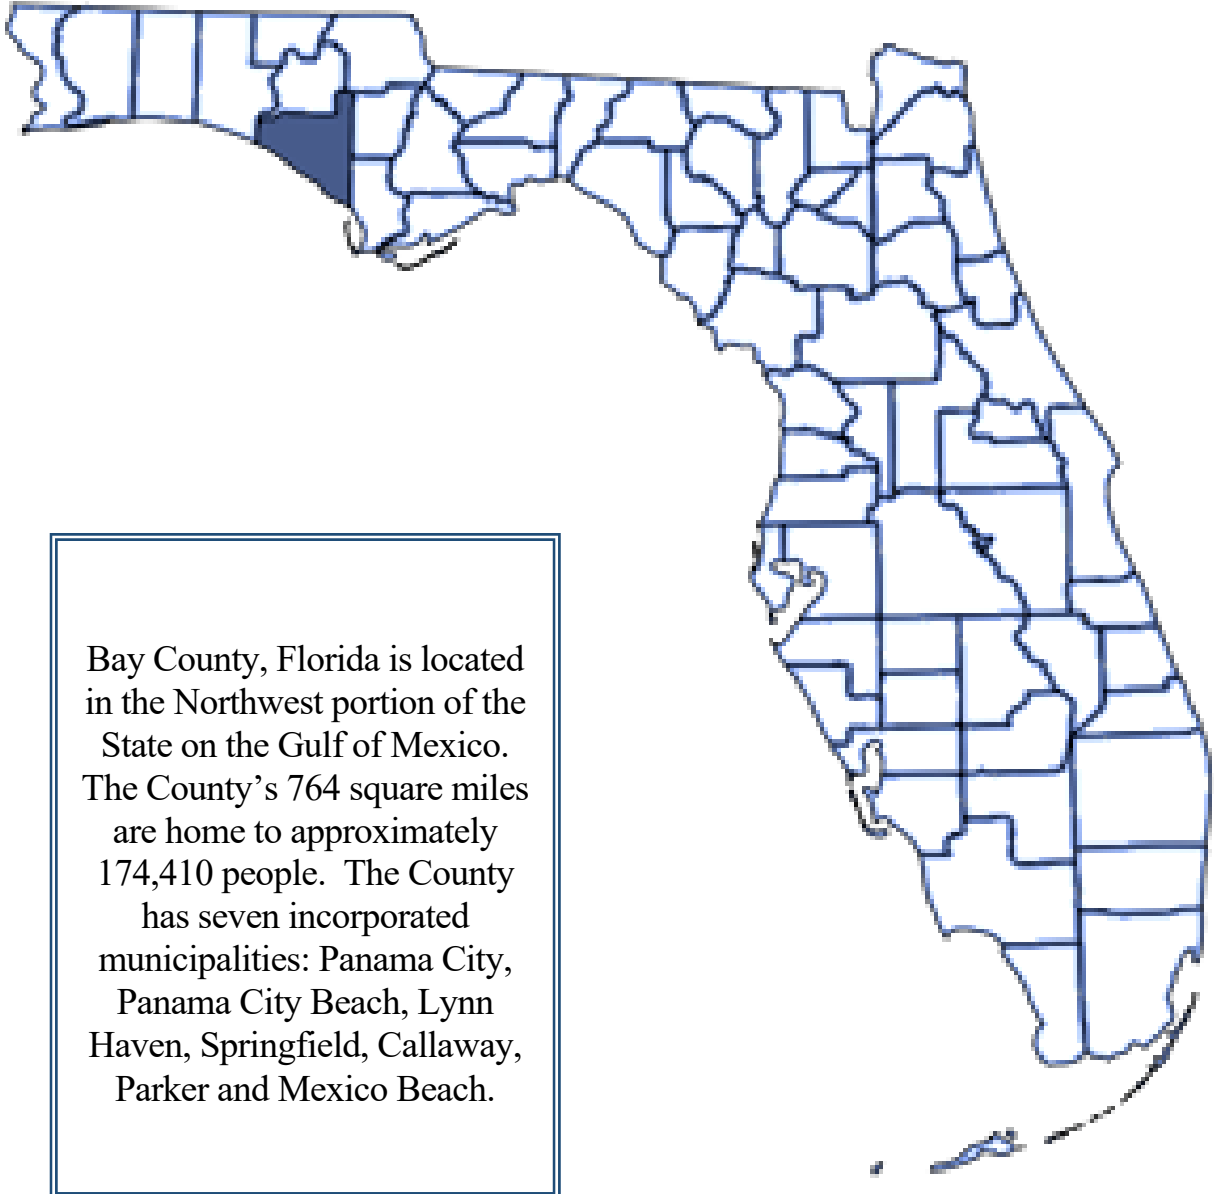 Bay County, Florida is located
in the Northwest portion of the
State on the Gulf of Mexico.
The County’s 764 square miles
are home to approximately
174,410 people.  The County
has seven incorporated
municipalities: Panama City,
Panama City Beach, Lynn
Haven, Springfield, Callaway,
Parker and Mexico Beach.